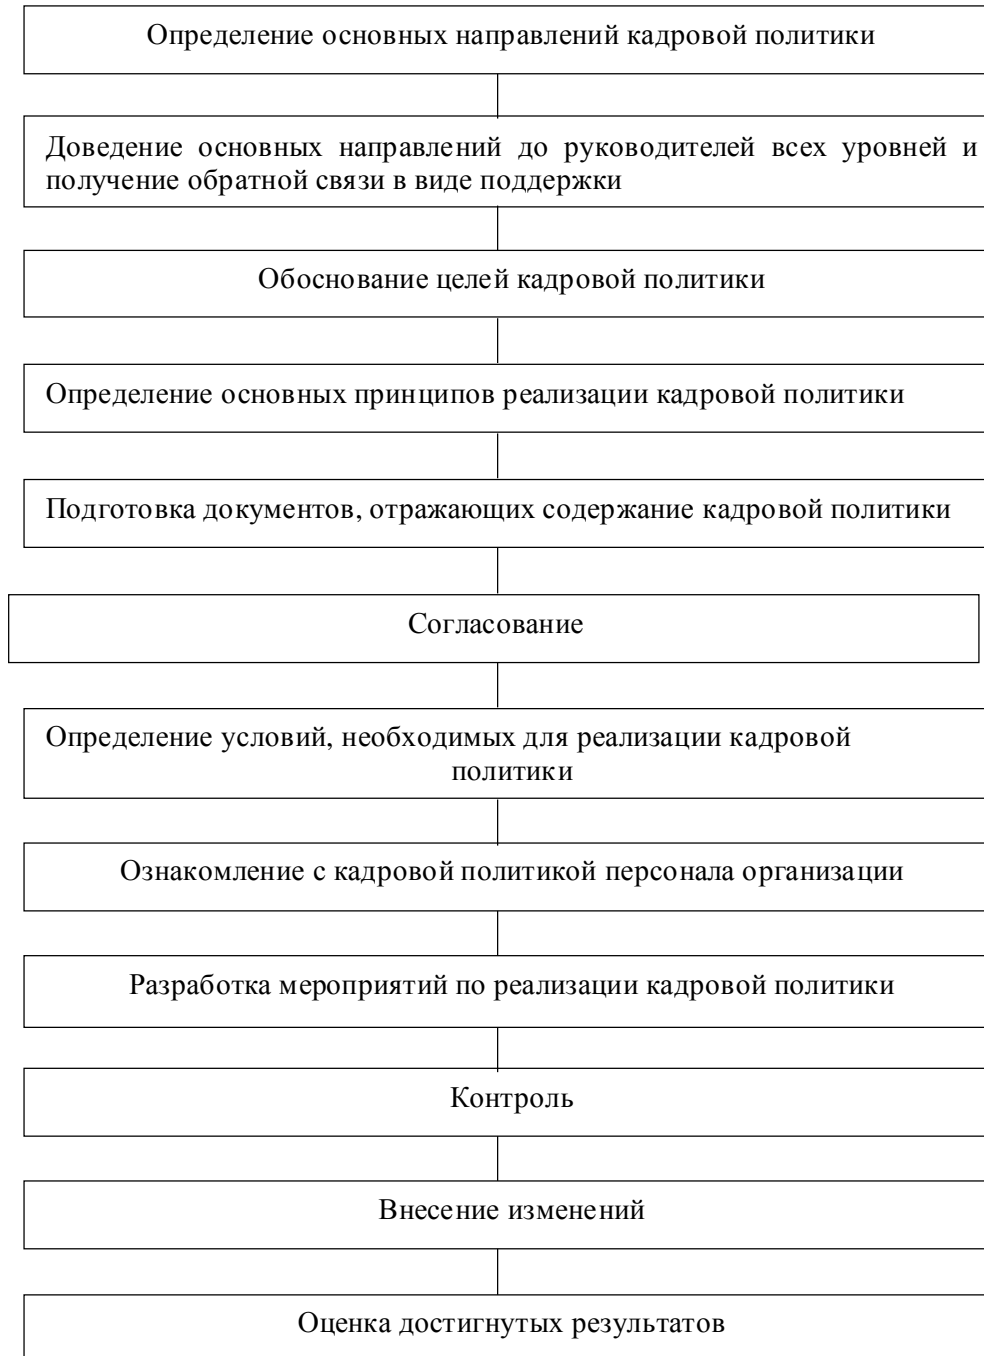 Определение основных направлений кадровой политики
Доведение основных направлений до руководителей всех уровней и
получение обратной связи в виде поддержки
Обоснование целей кадровой политики
Определение основных принципов реализации кадровой политики
Подготовка документов, отражающих содержание кадровой политики
Согласование
Определение условий, необходимых для реализации кадровой
политики
Ознакомление с кадровой политикой персонала организации
Разработка мероприятий по реализации кадровой политики
Контроль
Внесение изменений
Оценка достигнутых результатов